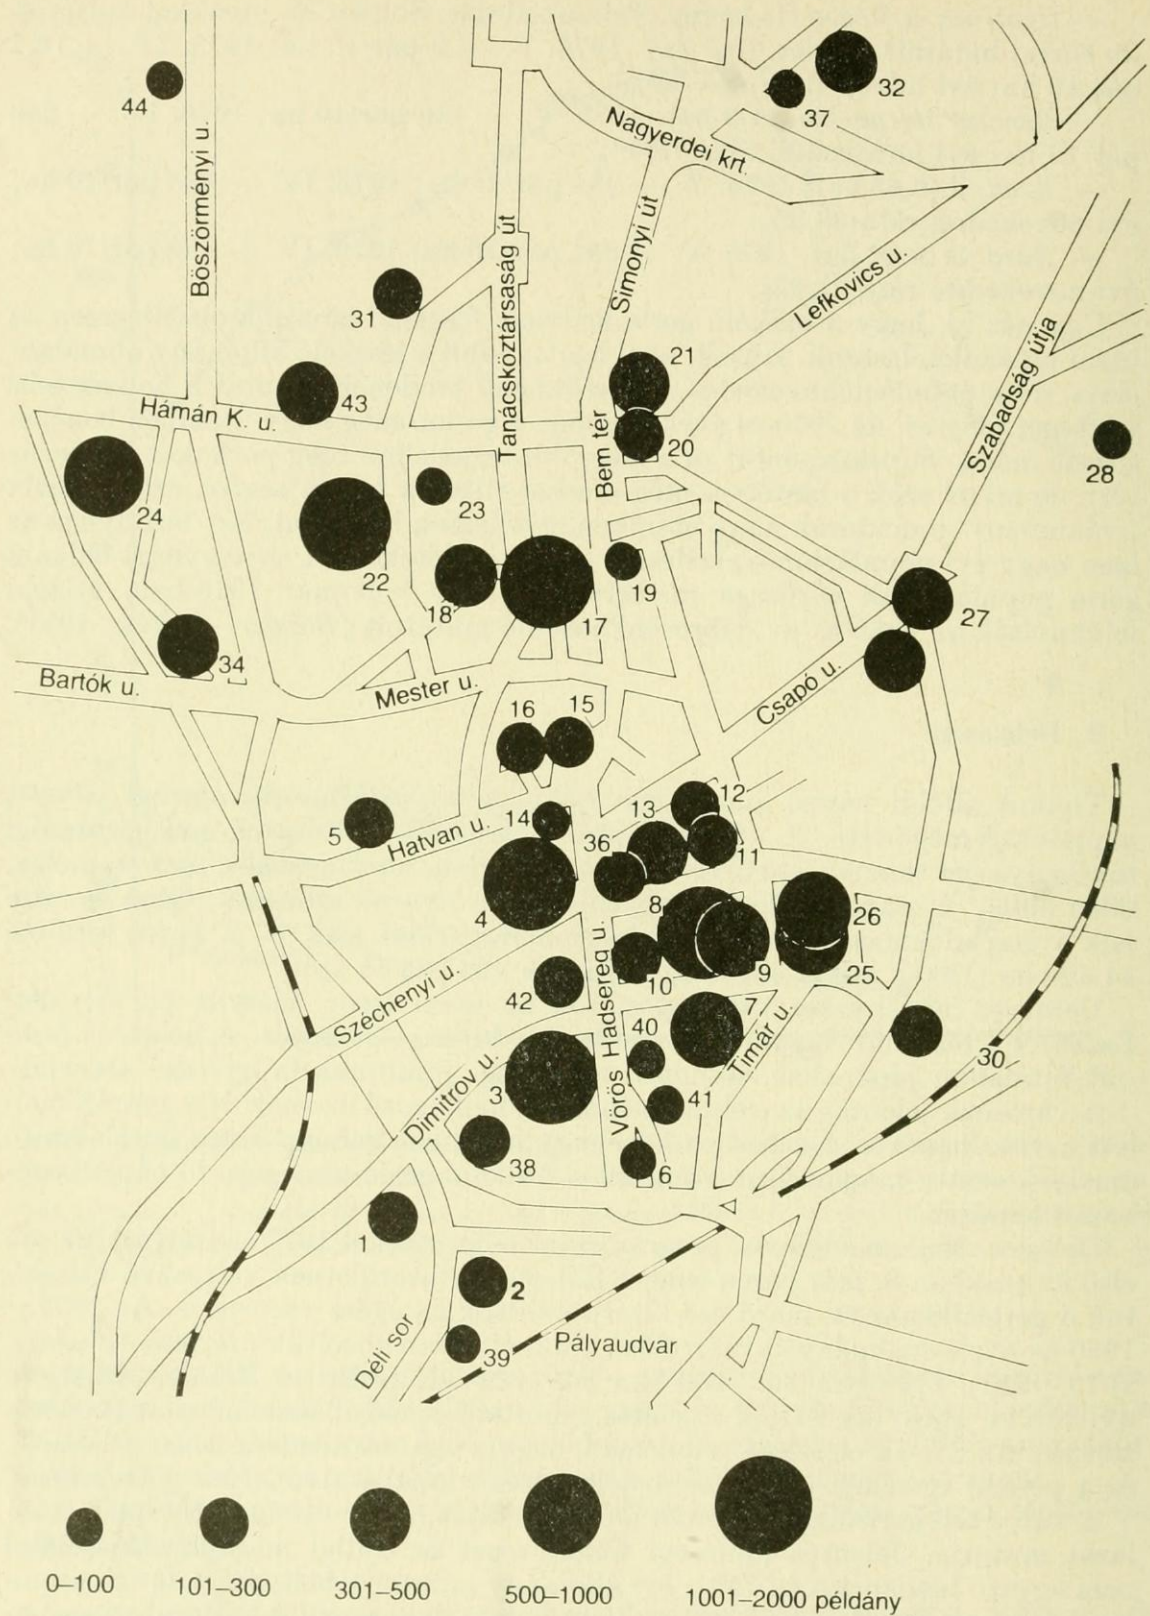 44
32
37
Böszörményi u.
Nagyerdei krt.
Tanácsköztársaság út
Simonyi út
Lefkovics u.
31
21
Szabadság útja
Hámán K. u.
43
20
Bem tér
28
24
23
22
18
17
19
27
34
Bartók u.
Mester u.
Csapó u.
16
15
12
13
14
5
Hatvan u.
36
11
4
8
26
Vörös Hadsereg u.
10
9
25
42
Széchenyi u.
7
40
Timár u.
30
Dimitrov u.
3
41
38
6
1
2
39
Déli sor
Pályaudvar
0–100
101–300
301–500
500–1000
1001–2000 példány